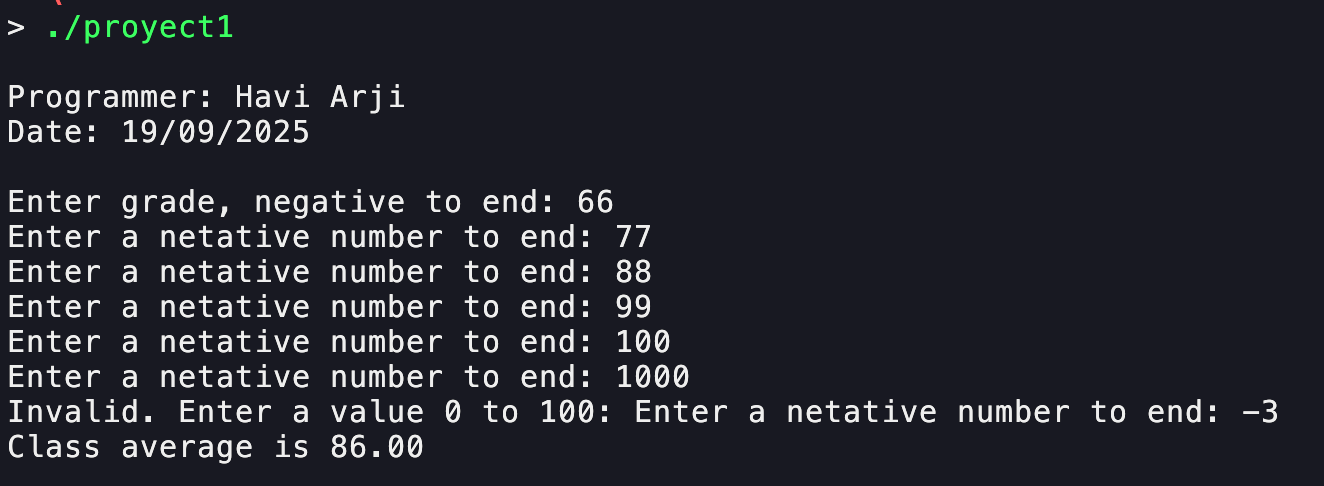 > ./proyect1
Programmer: Havi Arji
Date: 19/09/2025
Enter grade, negative to end: 66
Enter a netative number to end: 77
Enter a netative number to end: 88
Enter a netative number to end: 99
Enter a netative number to end: 100
Enter a netative number to end: 1000
Invalid. Enter a value 0 to 100: Enter a netative number to end: -3
Class average is 86.00